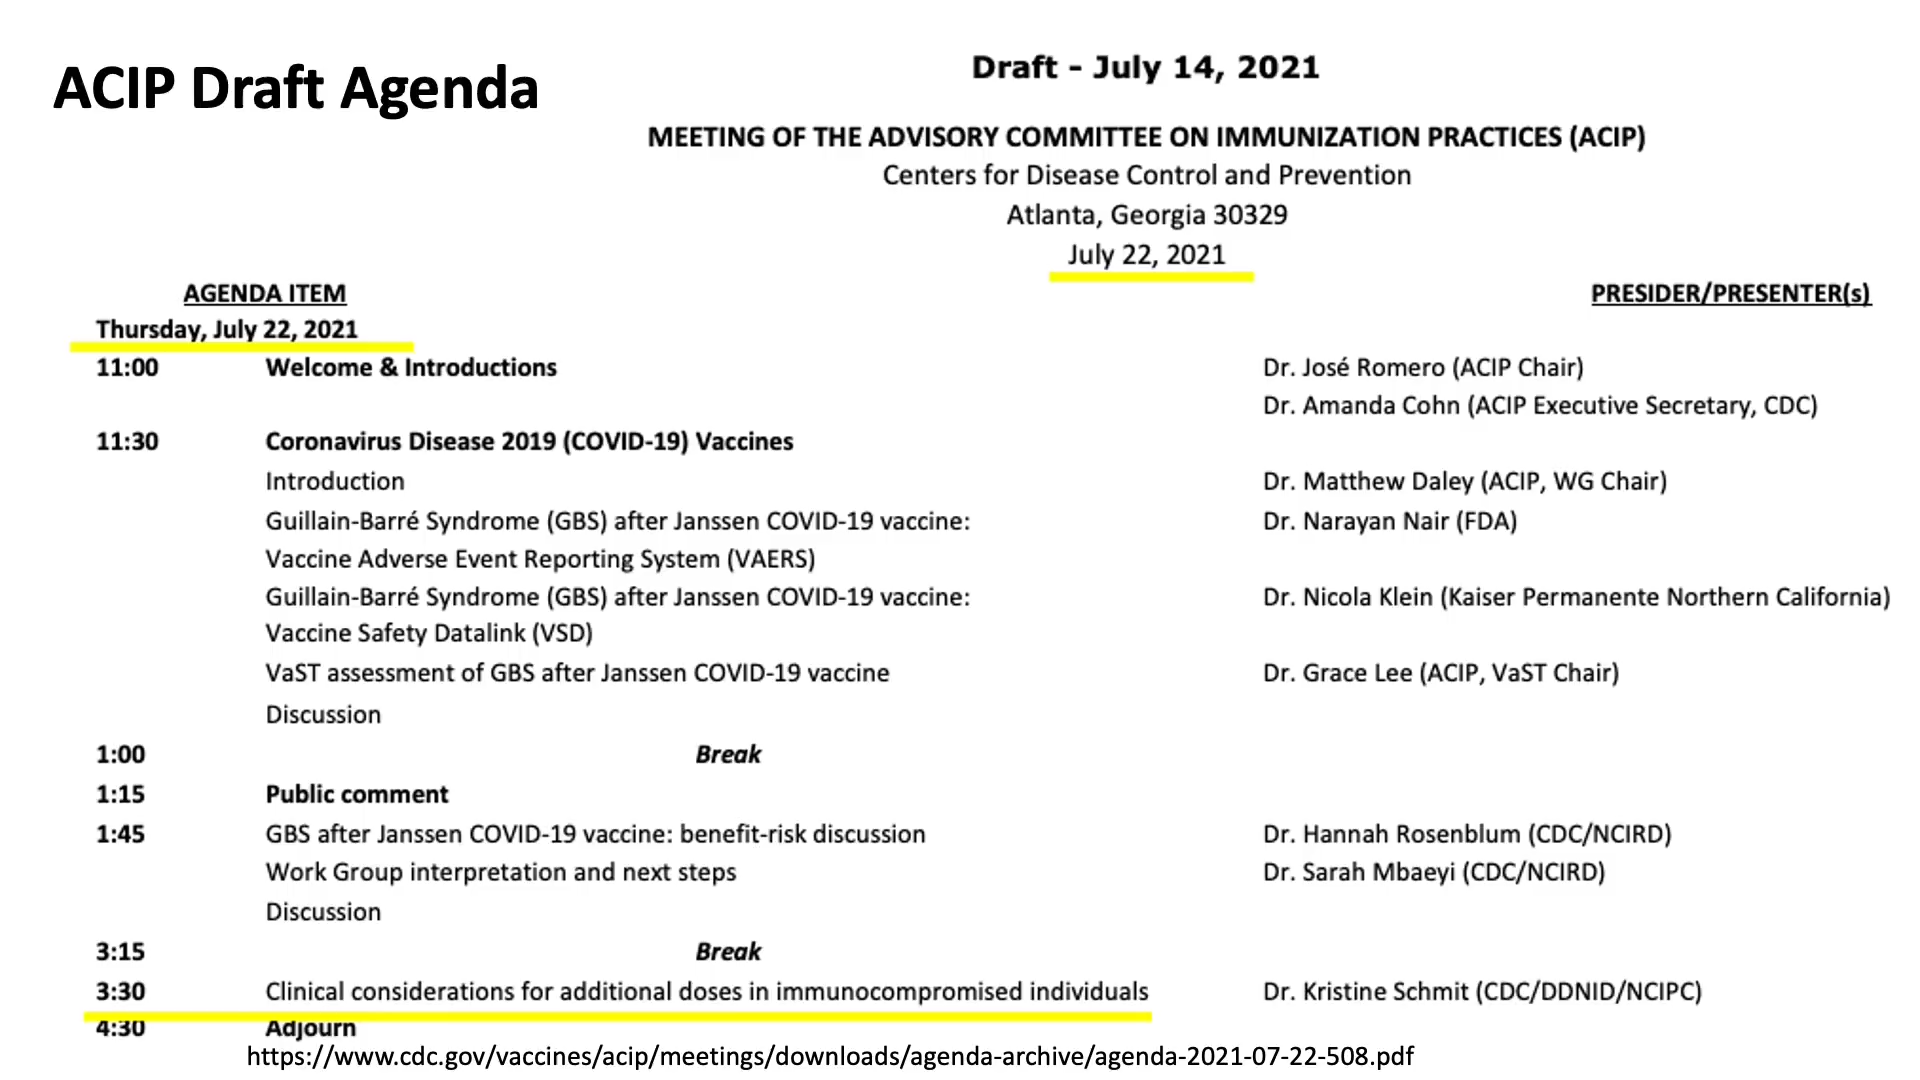 ACIP Draft Agenda
Draft - July 14, 2021
MEETING OF THE ADVISORY COMMITTEE ON IMMUNIZATION PRACTICES (ACIP)
Centers for Disease Control and Prevention
Atlanta, Georgia 30329
July 22, 2021
AGENDA ITEM PRESIDER/PRESENTER(s)
Thursday, July 22, 2021
11:00 Welcome & Introductions Dr. José Romero (ACIP Chair)
Dr. Amanda Cohn (ACIP Executive Secretary, CDC)
11:30 Coronavirus Disease 2019 (COVID-19) Vaccines
Introduction Dr. Matthew Daley (ACIP, WG Chair)
Guillain-Barré Syndrome (GBS) after Janssen COVID-19 vaccine: Dr. Narayan Nair (FDA)
Vaccine Adverse Event Reporting System (VAERS)
Guillain-Barré Syndrome (GBS) after Janssen COVID-19 vaccine: Dr. Nicola Klein (Kaiser Permanente Northern California)
Vaccine Safety Datalink (VSD)
VaST assessment of GBS after Janssen COVID-19 vaccine Dr. Grace Lee (ACIP, VaST Chair)
Discussion
1:00 Break
1:15 Public comment
1:45 GBS after Janssen COVID-19 vaccine: benefit-risk discussion Dr. Hannah Rosenblum (CDC/NCIRD)
Work Group interpretation and next steps Dr. Sarah Mbaeyi (CDC/NCIRD)
Discussion
3:15 Break
3:30 Clinical considerations for additional doses in immunocompromised individuals Dr. Kristine Schmit (CDC/DDNID/NCIPC)
4:30 Adjourn
https://www.cdc.gov/vaccines/acip/meetings/downloads/agenda-archive/agenda-2021-07-22-508.pdf